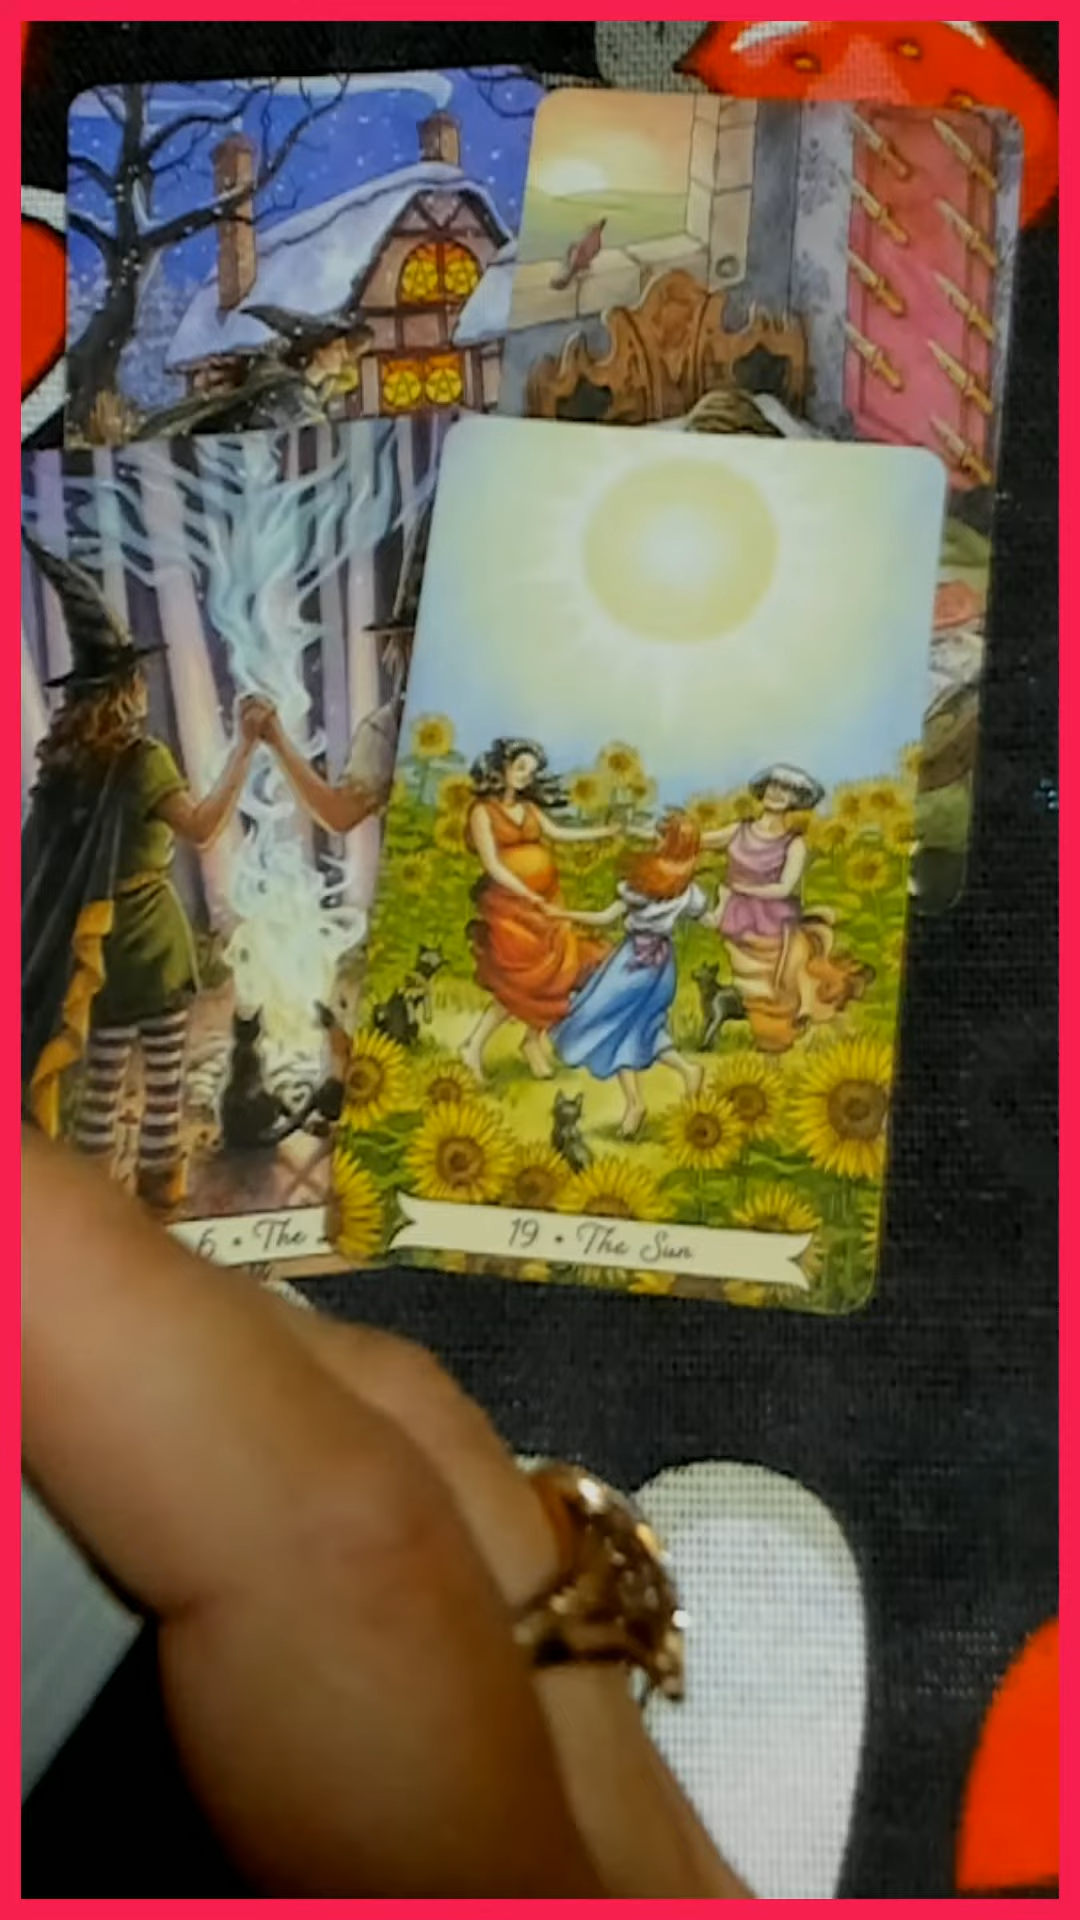 6 • The
19 • The Sun